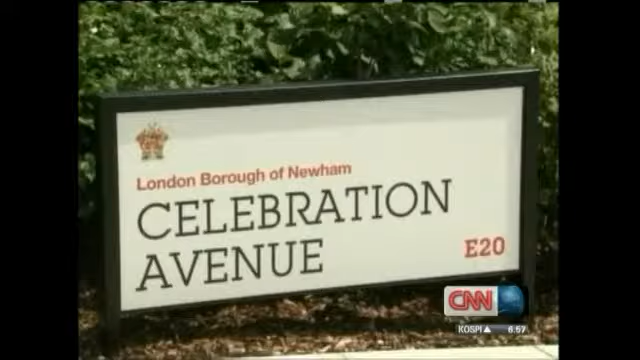 London Borough of Newham
CELEBRATION
AVENUE
E20
CNN
KOSPI ▲ 6:57